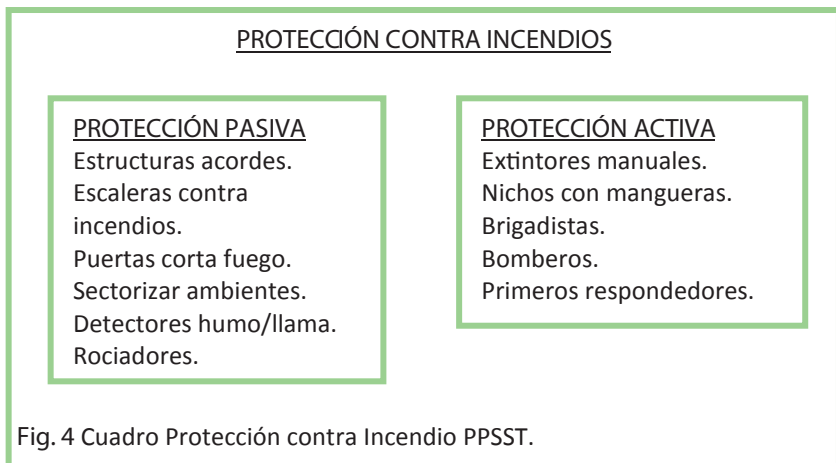 PROTECCIÓN CONTRA INCENDIOS
PROTECCIÓN PASIVA
Estructuras acordes.
Escaleras contra
incendios.
Puertas corta fuego.
Sectorizar ambientes.
Detectores humo/llama.
Rociadores.
PROTECCIÓN ACTIVA
Extintores manuales.
Nichos con mangueras.
Brigadistas.
Bomberos.
Primeros respondedores.
Fig. 4 Cuadro Protección contra Incendio PPSST.